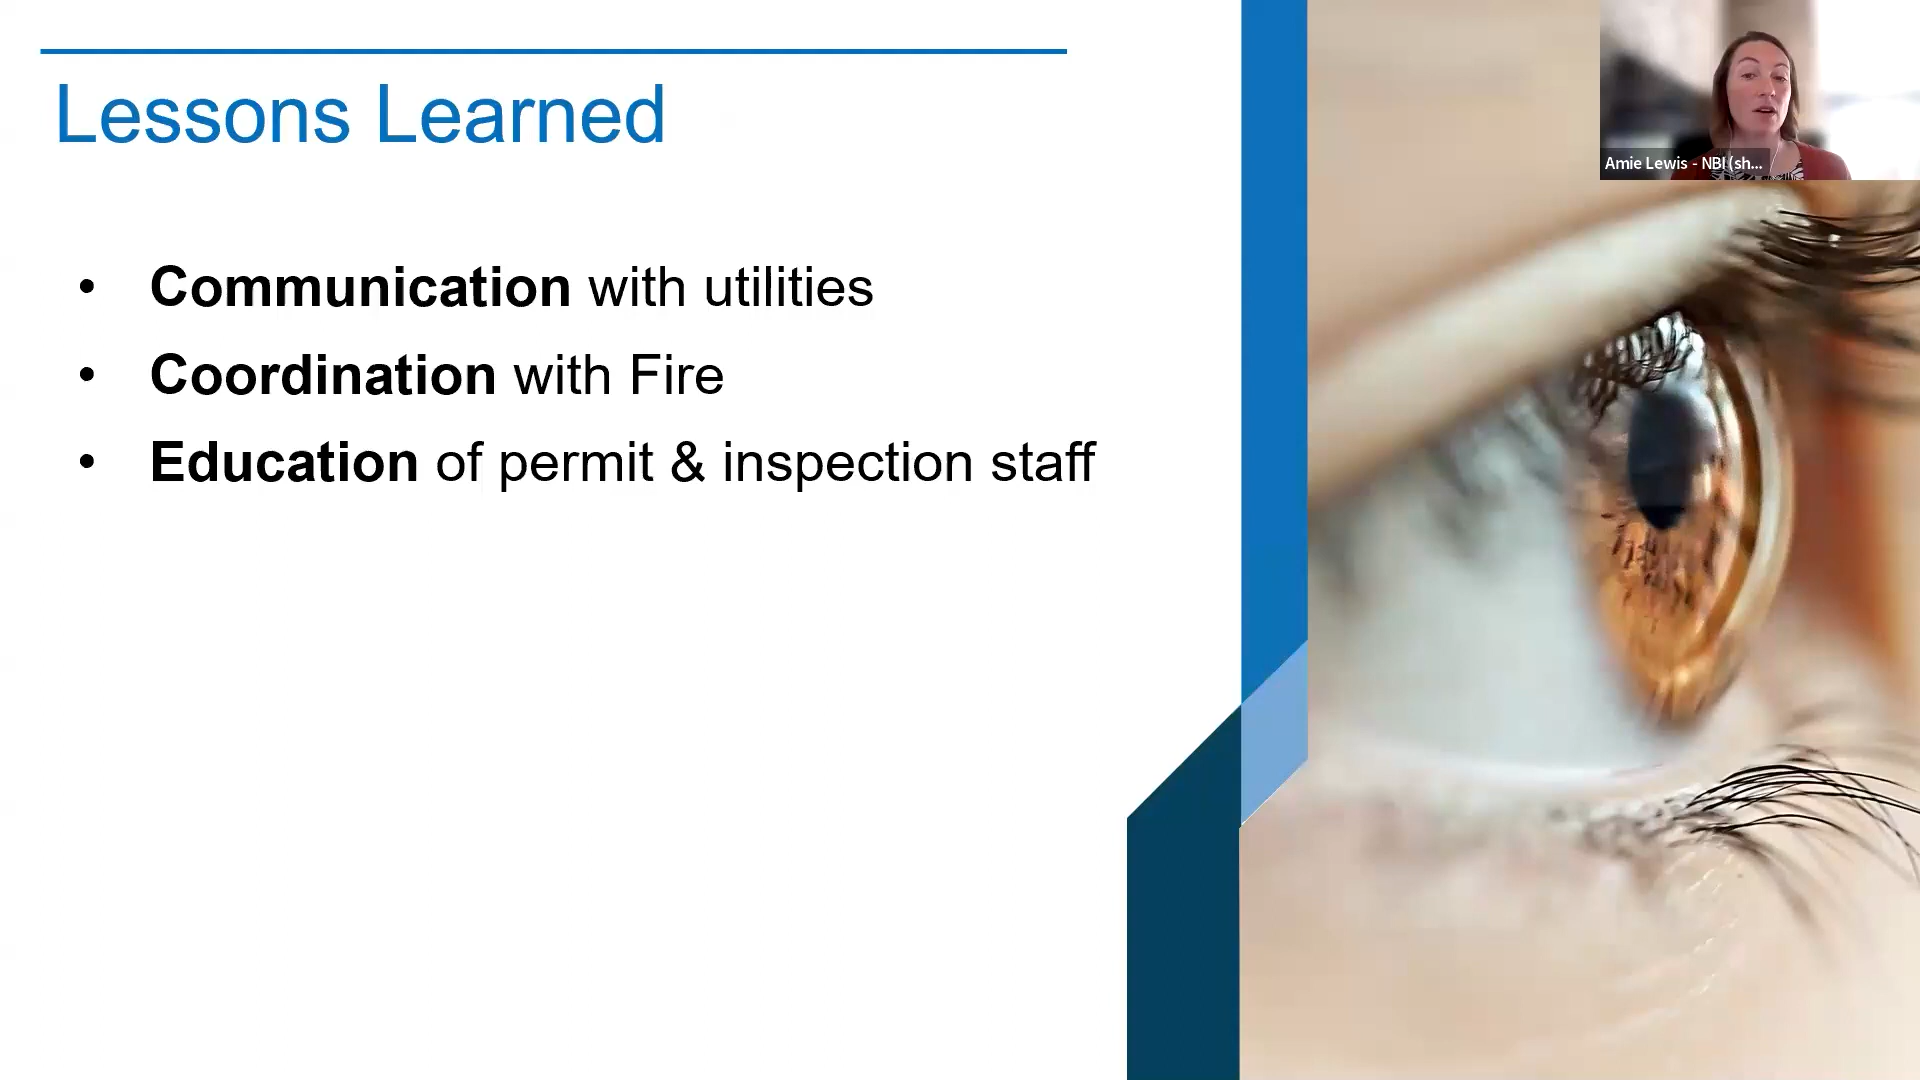 Lessons Learned
Amie Lewis - NBI (sh...
• Communication with utilities
• Coordination with Fire
• Education of permit & inspection staff